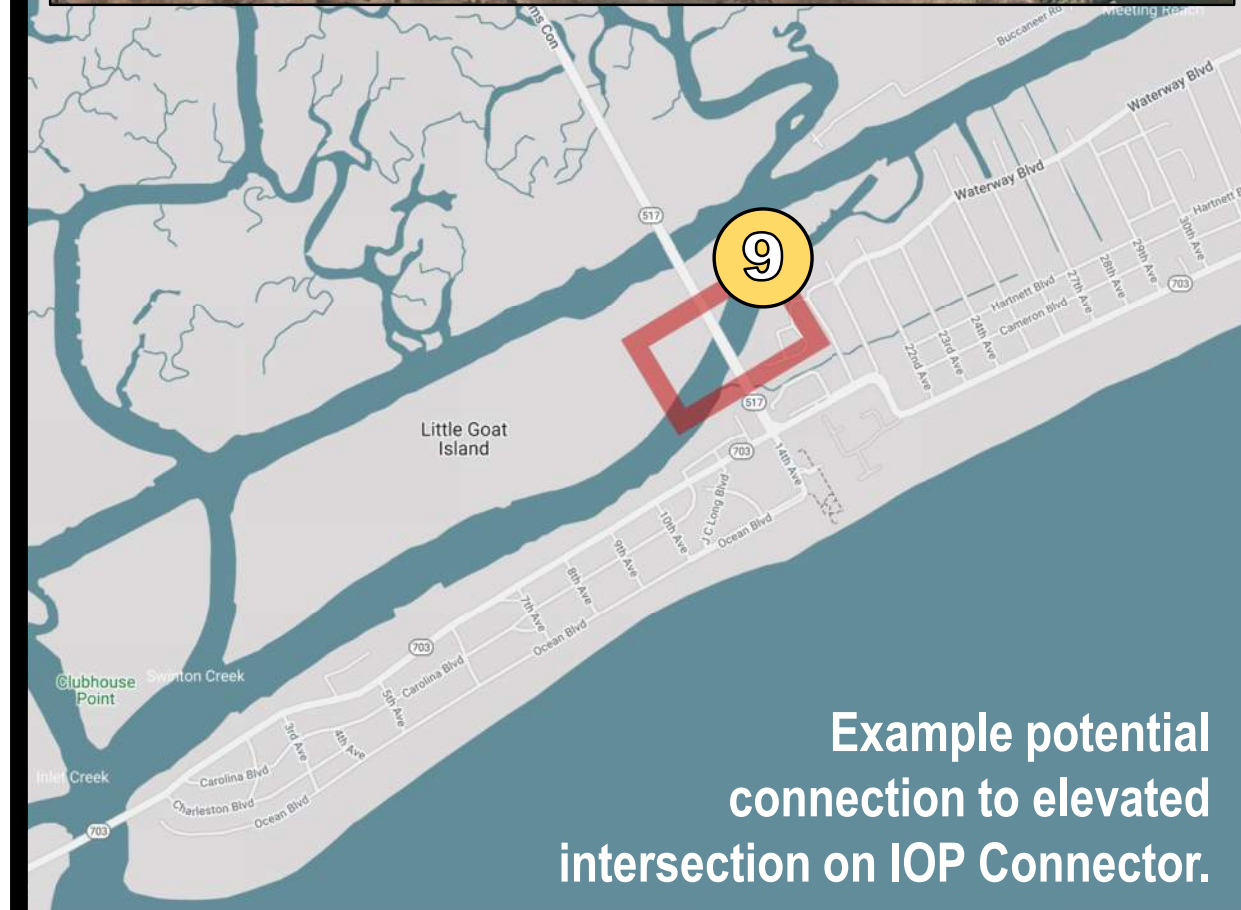 ms Con
Meeting Reach
Buccaneer Rd
Waterway Blvd
Waterway Blvd
517
9
Hartnett B
30th Ave
29th Ave
28th Ave
27th Ave
703
Hartnett Blvd
Cameron Blvd
24th Ave
23rd Ave
22nd Ave
517
Little Goat
Island
703
14th Ave
J C Long Blvd
10th Ave
Ocean Blvd
9th Ave
8th Ave
7th Ave
Ocean Blvd
703
Carolina Blvd
5th Ave
Clubhouse
Point
Swinton Creek
3rd Ave
4th Ave
Inlet Creek
Carolina Blvd
Charleston Blvd
Ocean Blvd
703
Example potential
connection to elevated
intersection on IOP Connector.